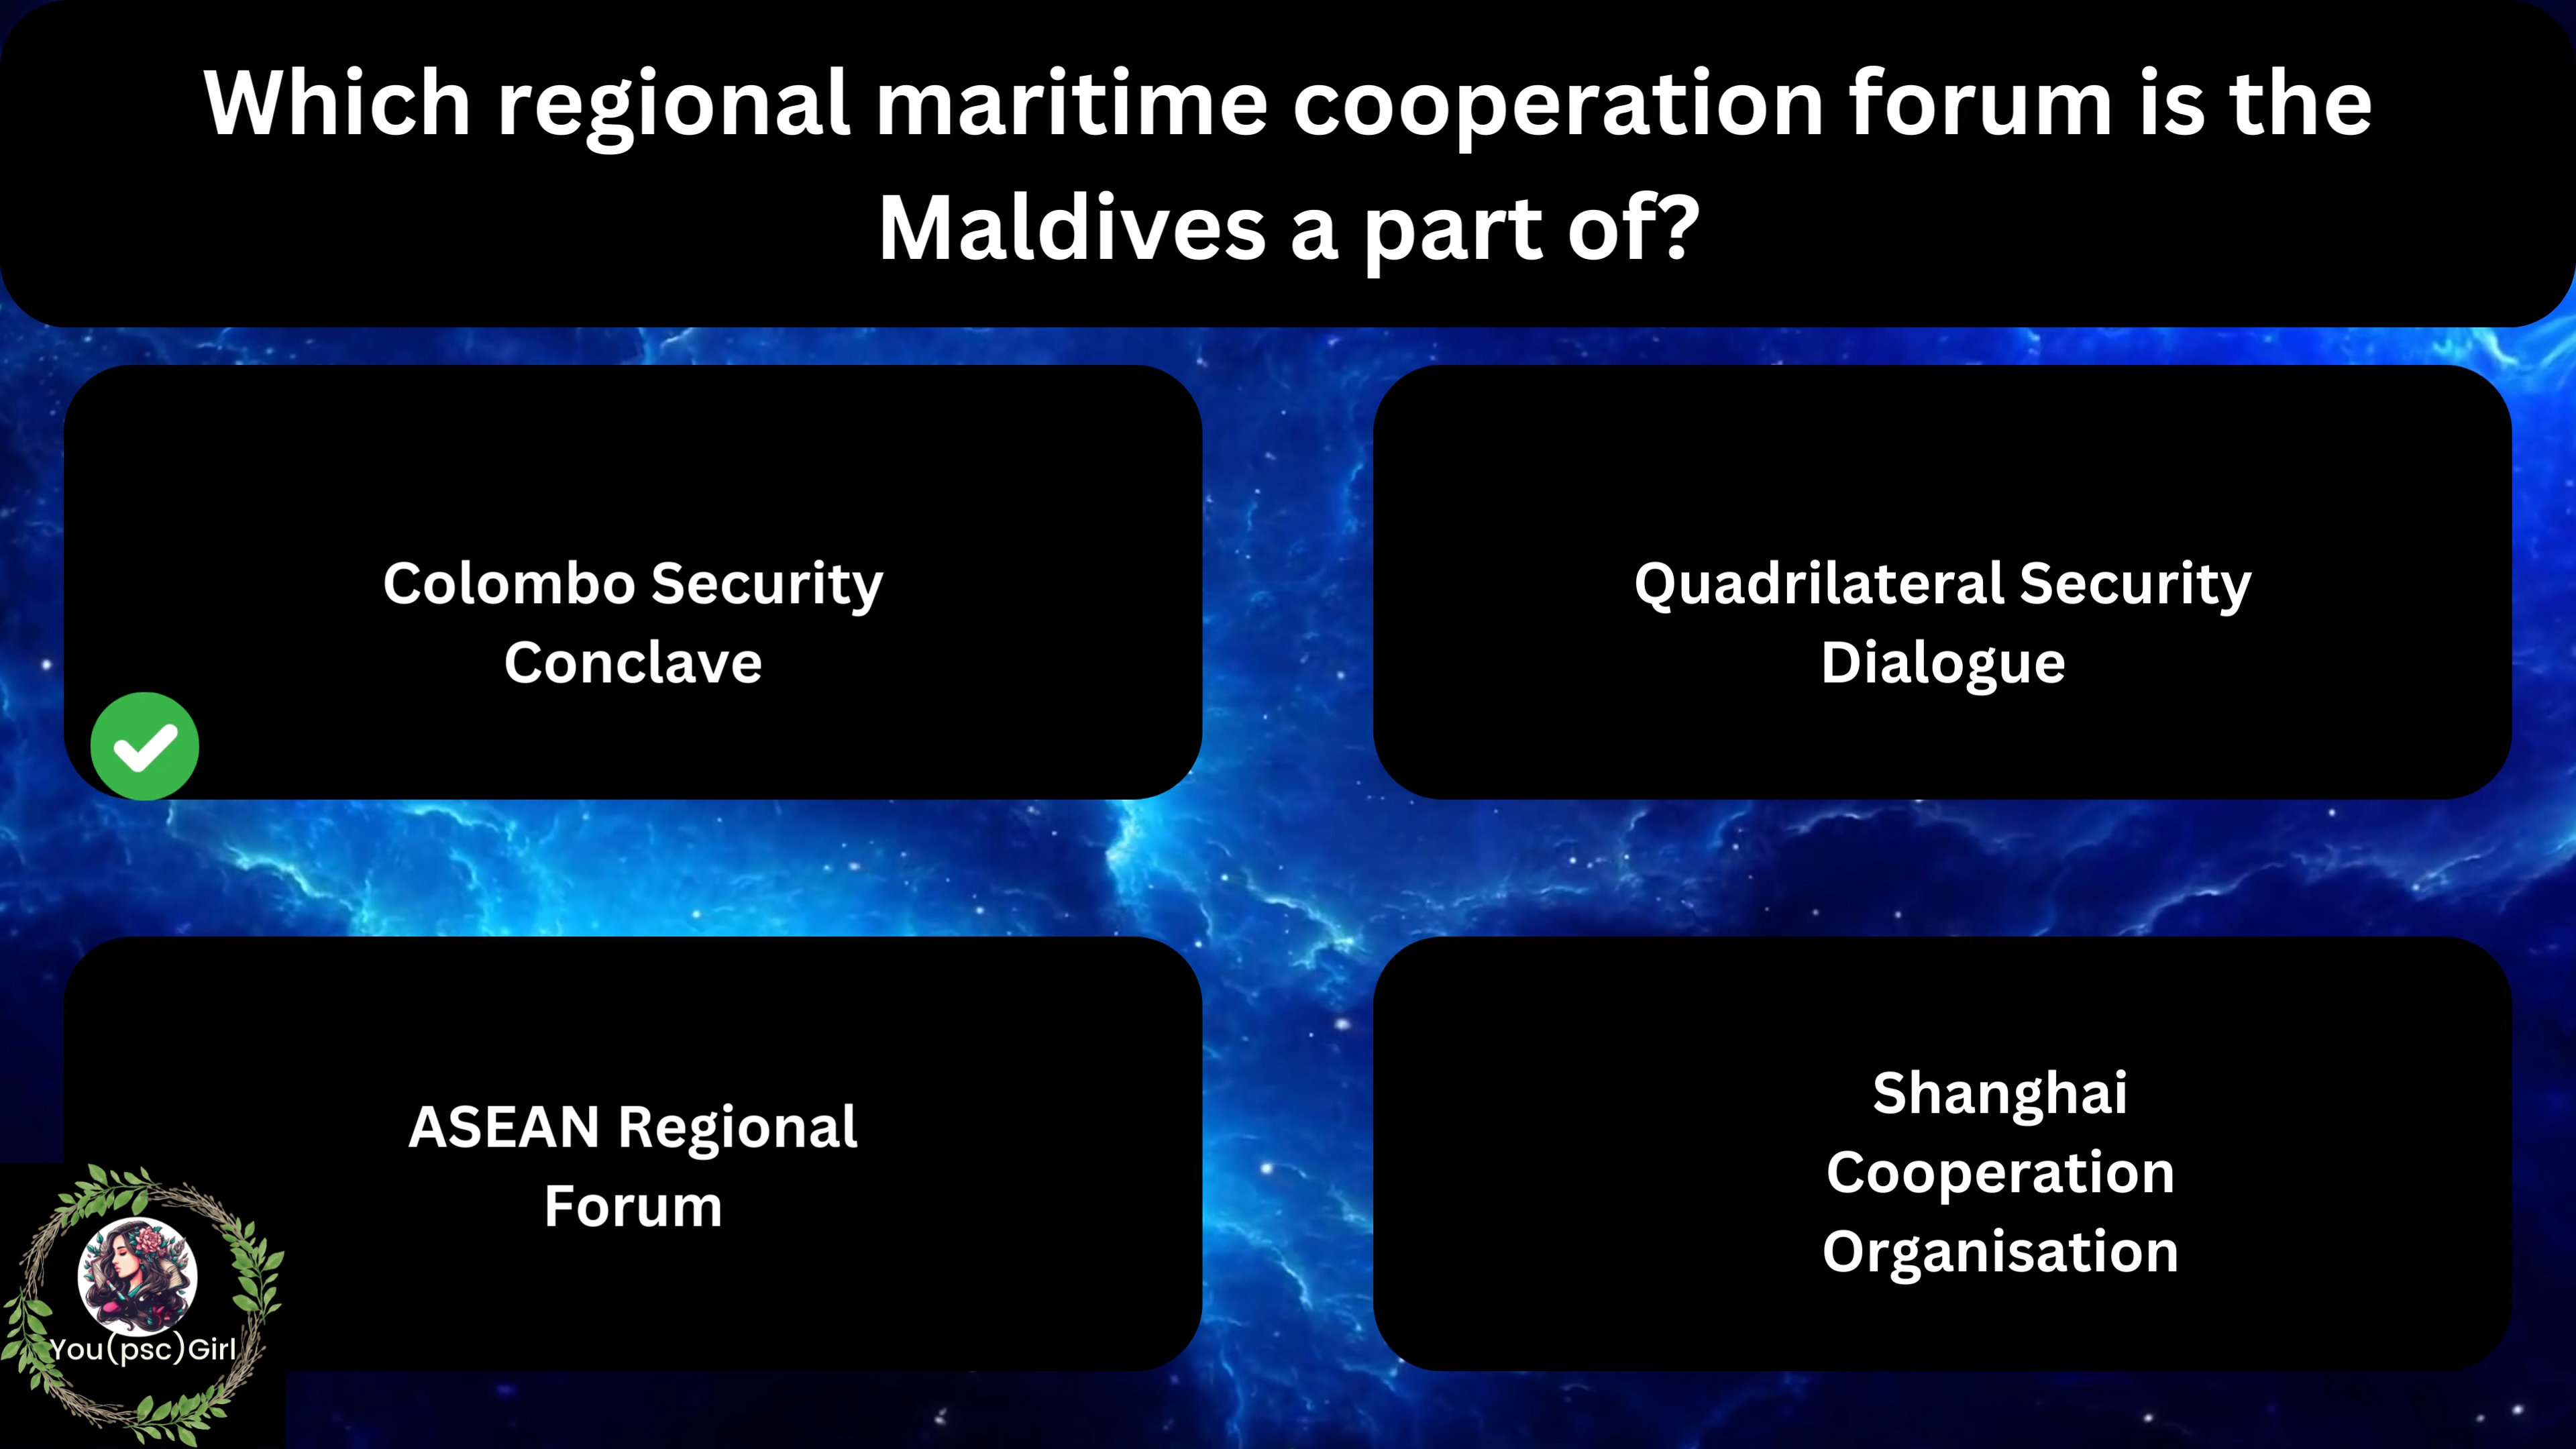 Which regional maritime cooperation forum is the
Maldives a part of?
Colombo Security
Conclave
Quadrilateral Security
Dialogue
ASEAN Regional
Forum
Shanghai
Cooperation
Organisation
You(psc)Girl